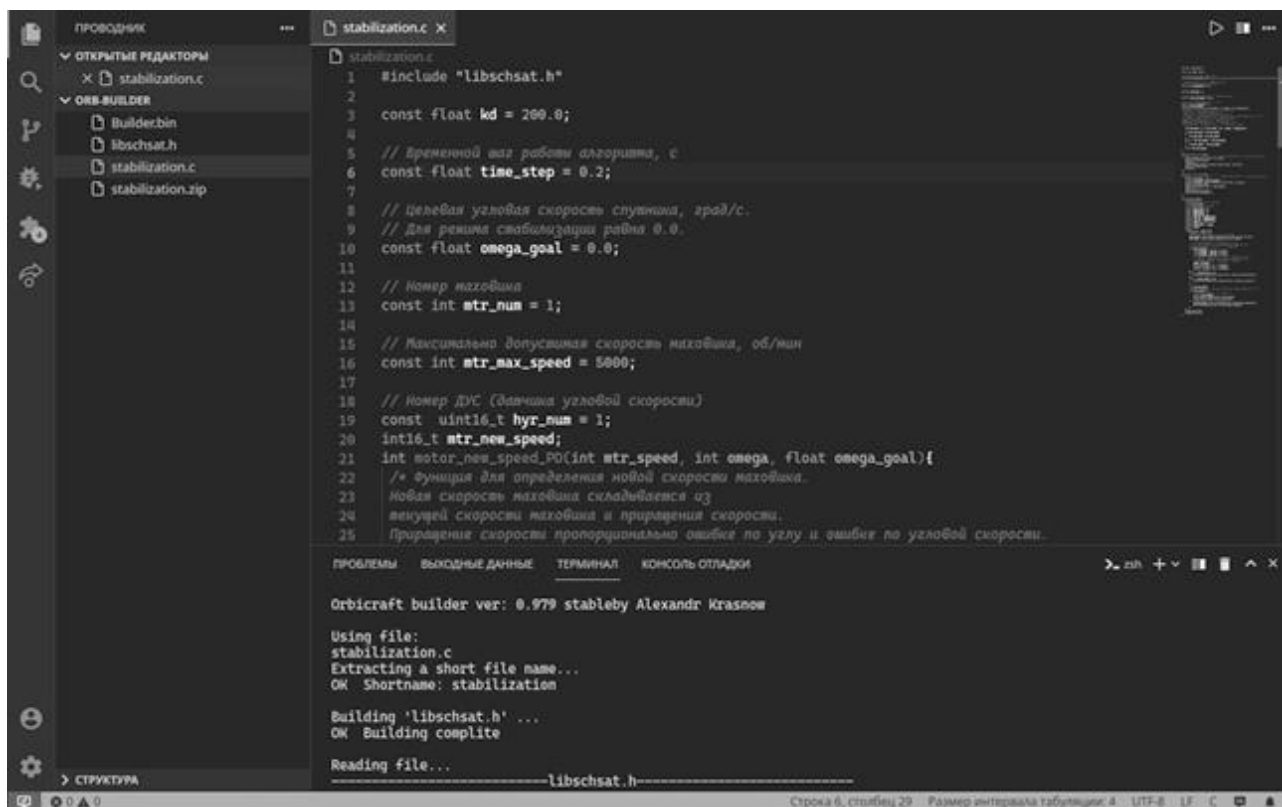 ПРОВОДНИК
ОТКРЫТЫЕ РЕДАКТОРЫ
stabilization.c
ORB-BUILDER
Builder.bin
libschsat.h
stabilization.c
stabilization.zip
СТРУКТУРА
stabilization.c
stabilization.c
1 #include "libschsat.h"
2
3 const float kd = 200.0;
4
5 // Временной шаг работы алгоритма, с
6 const float time_step = 0.2;
7
8 // Целевая угловая скорость спутника, град/с.
9 // Для режима стабилизации равна 0.0.
10 const float omega_goal = 0.0;
11
12 // Номер маховика
13 const int mtr_num = 1;
14
15 // Максимально допустимая скорость маховика, об/мин
16 const int mtr_max_speed = 5000;
17
18 // Номер ДУС (датчика угловой скорости)
19 const uint16_t hyr_num = 1;
20 int16_t mtr_new_speed;
21 int motor_new_speed_PD(int mtr_speed, int omega, float omega_goal){
22 /* Функция для определения новой скорости маховика.
23 Новая скорость маховика складывается из
24 текущей скорости маховика и приращения скорости.
25 Приращение скорости пропорционально ошибке по углу и ошибке по угловой скорости.
ПРОБЛЕМЫ ВЫХОДНЫЕ ДАННЫЕ ТЕРМИНАЛ КОНСОЛЬ ОТЛАДКИ zsh
Orbicraft builder ver: 0.979 stableby Alexandr Krasnow
Using file:
stabilization.c
Extracting a short file name...
OK Shortname: stabilization
Building 'libschsat.h' ...
OK Building complite
Reading file...
---------------------------libschsat.h---------------------------
0 0 Строка 6, столбец 29 Размер интервала табуляции: 4 UTF-8 LF C